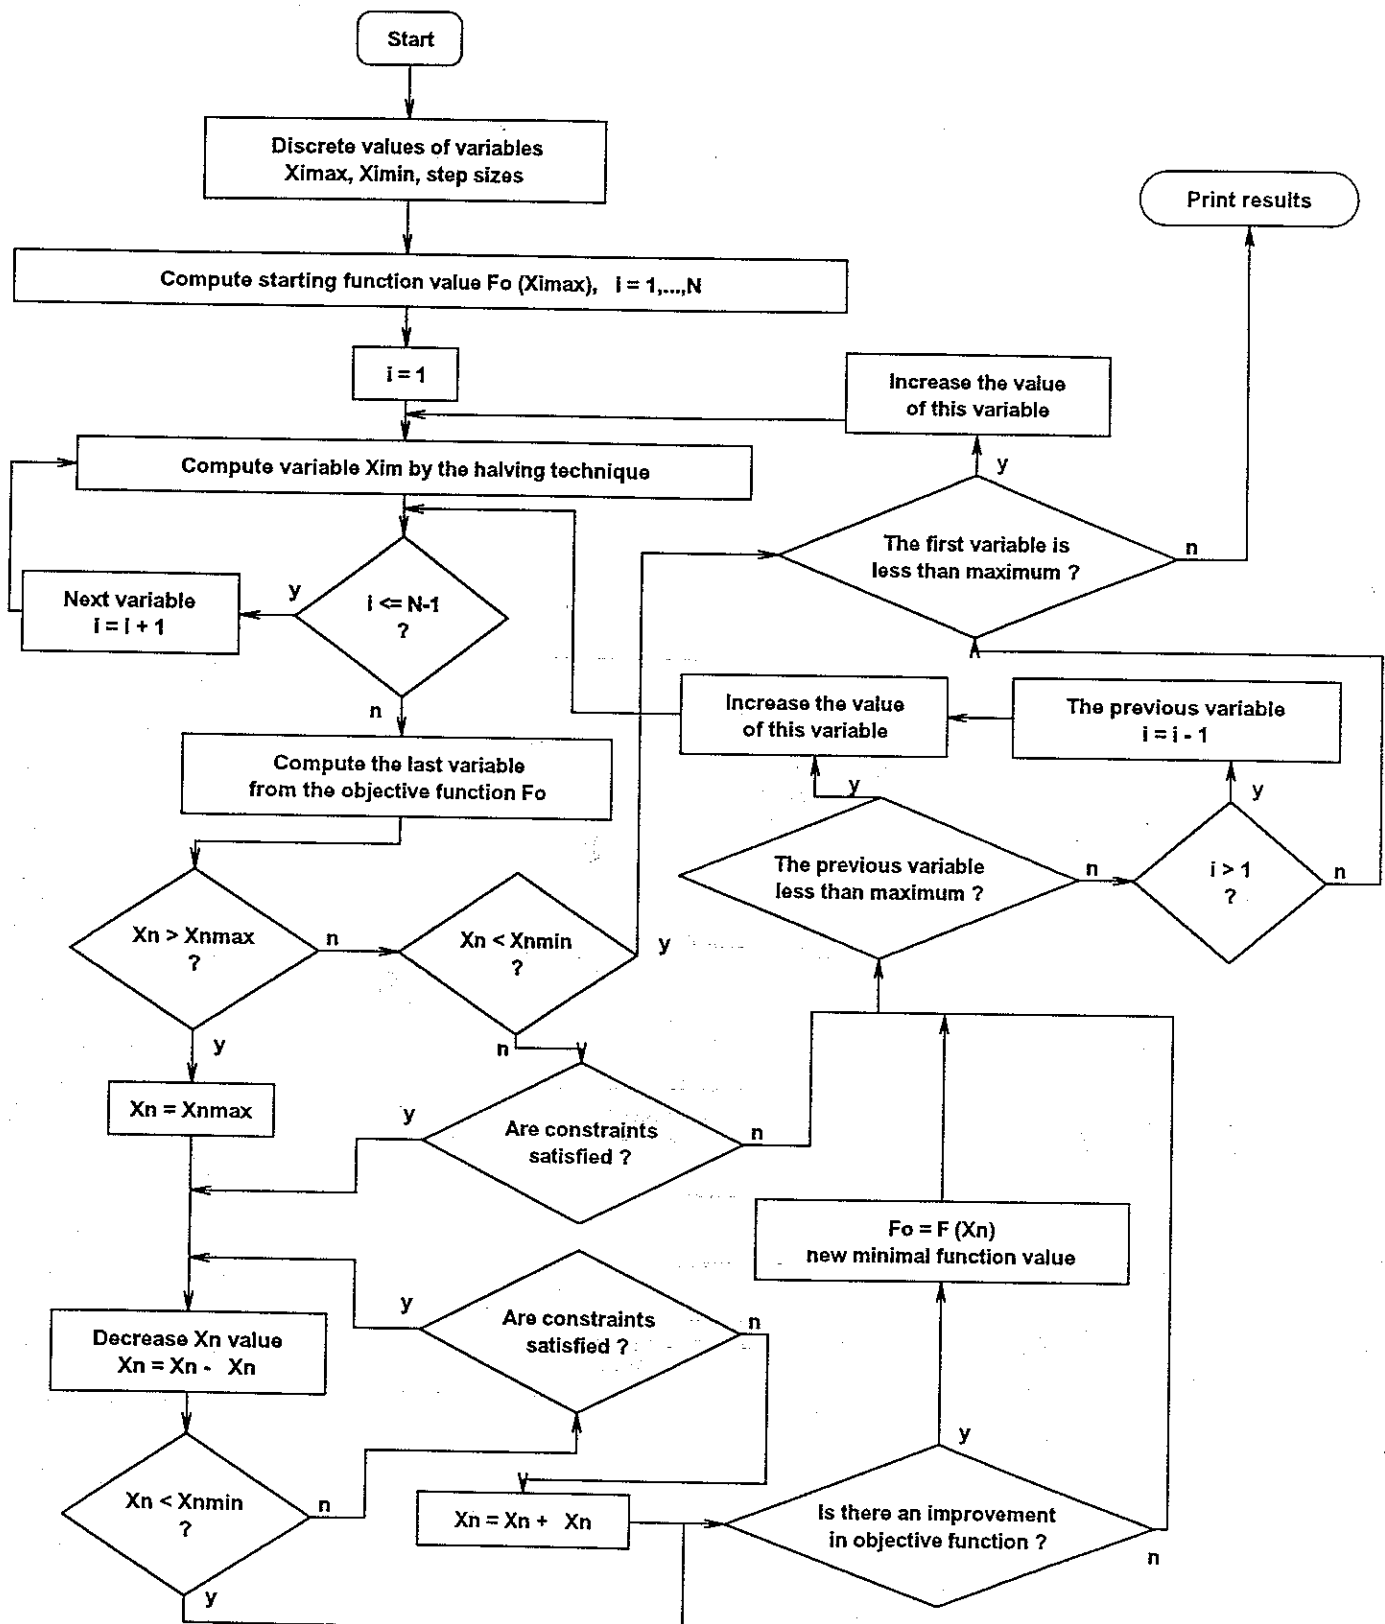 Start
Discrete values of variables
Ximax, Ximin, step sizes
Print results
Compute starting function value Fo (Ximax), i = 1,...,N
i = 1
Increase the value
of this variable
y
Compute variable Xim by the halving technique
The first variable is
less than maximum ?
n
Next variable
i = i + 1
y
i <= N-1
?
n
Increase the value
of this variable
The previous variable
i = i - 1
Compute the last variable
from the objective function Fo
y
y
The previous variable
less than maximum ?
n
i > 1
?
n
Xn > Xnmax
?
n
Xn < Xnmin
?
y
y
n
Xn = Xnmax
y
Are constraints
satisfied ?
n
Fo = F (Xn)
new minimal function value
y
Are constraints
satisfied ?
n
Decrease Xn value
Xn = Xn - Xn
y
Xn < Xnmin
?
n
Xn = Xn + Xn
Is there an improvement
in objective function ?
n
y